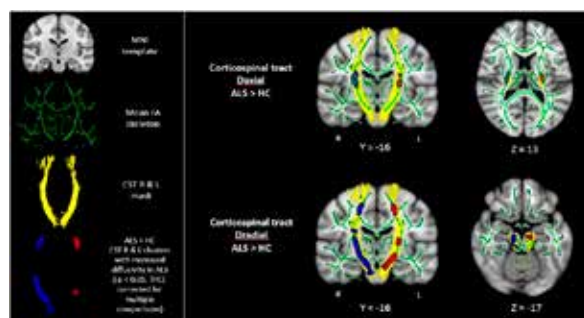 MNI
template
Mean FA
skeleton
CST R & L
mask
ALS > HC
CST R & L clusters
with increased
diffusivity in ALS
corrected for
multiple
comparisons)
Corticospinal tract
Daxial
ALS > HC
R
L
Y = -16
Z = 13
Corticospinal tract
Dradial
ALS > HC
R
L
Y = -16
Z = -17